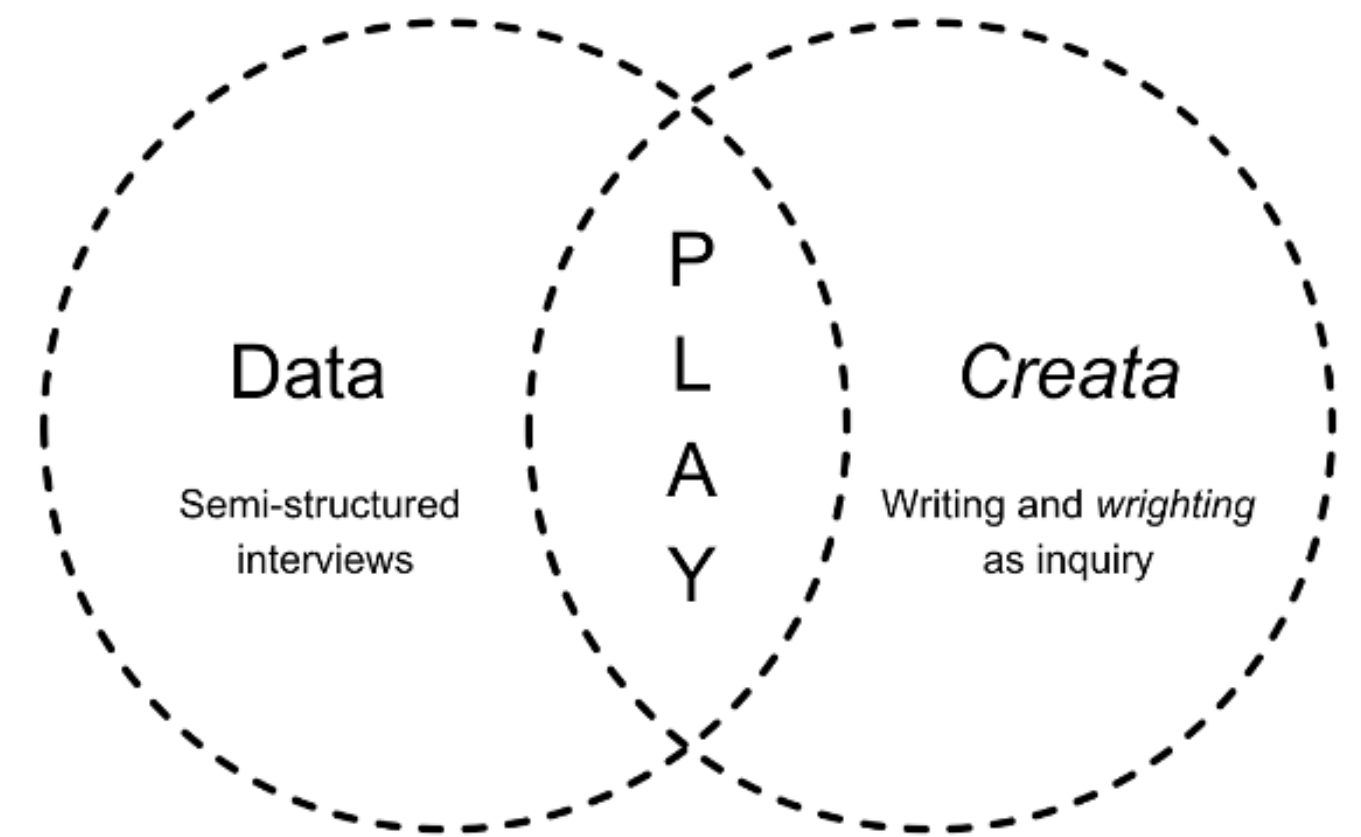 Data
Semi-structured
interviews
P
L
A
Y
Creata
Writing and wrighting
as inquiry